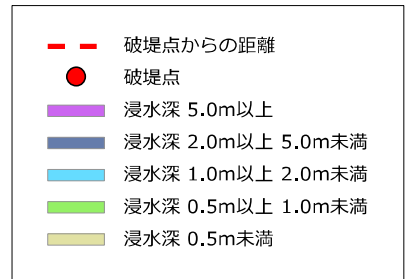 破堤点からの距離
破堤点
浸水深 5.0m以上
浸水深 2.0m以上 5.0m未満
浸水深 1.0m以上 2.0m未満
浸水深 0.5m以上 1.0m未満
浸水深 0.5m未満